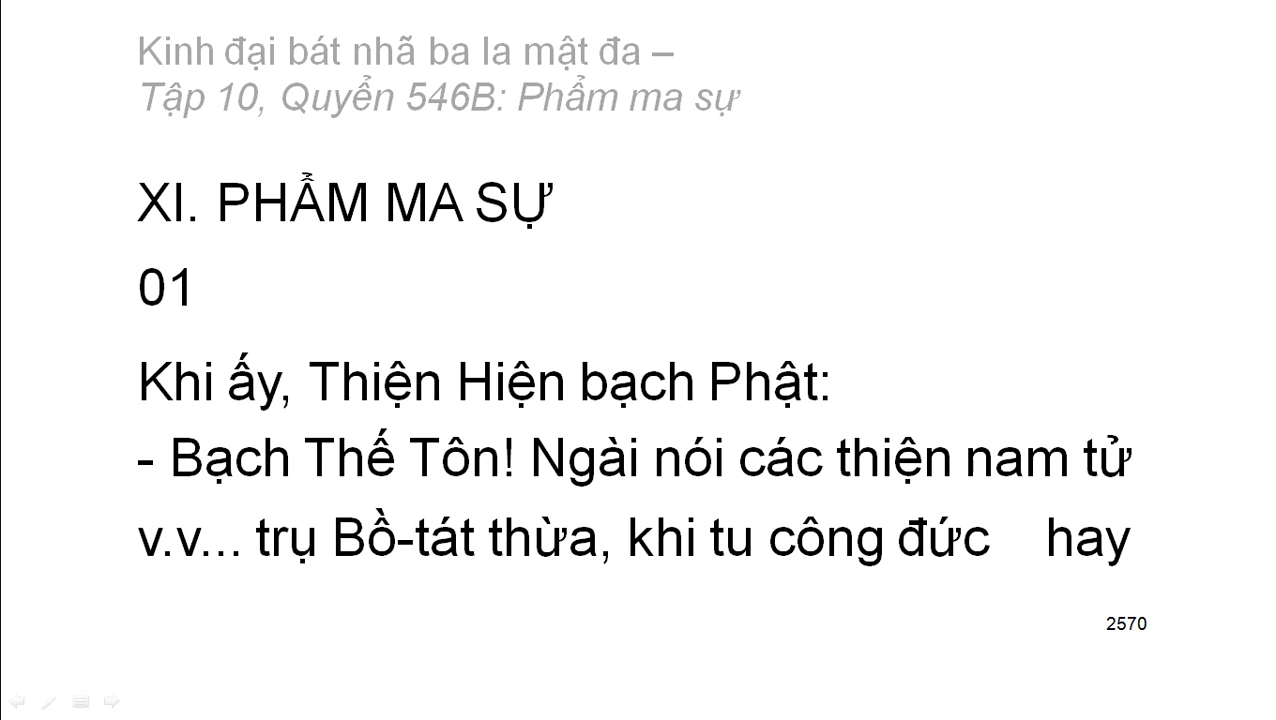 Kinh đại bát nhã ba la mật đa –
Tập 10, Quyển 546B: Phẩm ma sự
XI. PHẨM MA SỰ
01
Khi ấy, Thiện Hiện bạch Phật:
- Bạch Thế Tôn! Ngài nói các thiện nam tử
v.v... trụ Bồ-tát thừa, khi tu công đức hay
2570